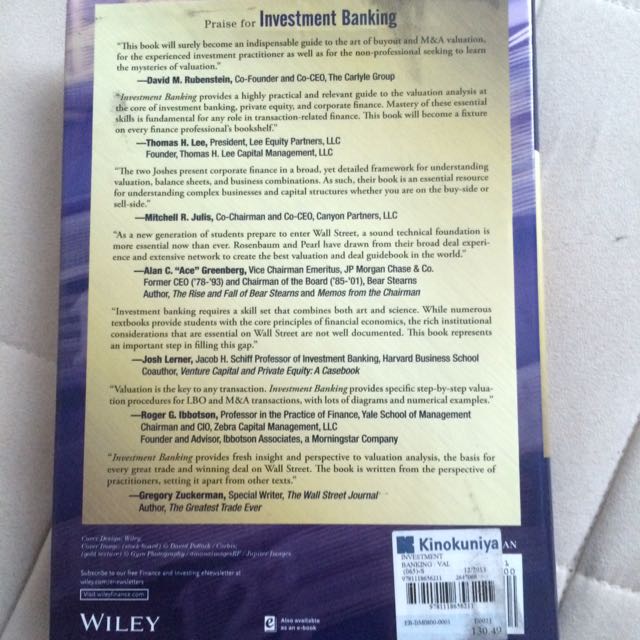 Praise for Investment Banking
"This book will surely become an indispensable guide to the art of buyout and M&A valuation,
for the experienced investment practitioner as well as for the non-professional seeking to learn
the mysteries of valuation."
—David M. Rubenstein, Co-Founder and Co-CEO, The Carlyle Group
"Investment Banking provides a highly practical and relevant guide to the valuation analysis at
the core of investment banking, private equity, and corporate finance. Mastery of these essential
skills is fundamental for any role in transaction-related finance. This book will become a fixture
on every finance professional's bookshelf."
—Thomas H. Lee, President, Lee Equity Partners, LLC
Founder, Thomas H. Lee Capital Management, LLC
"The two Joshes present corporate finance in a broad, yet detailed framework for understanding
valuation, balance sheets, and business combinations. As such, their book is an essential resource
for understanding complex businesses and capital structures whether you are on the buy-side or
sell-side."
—Mitchell R. Julis, Co-Chairman and Co-CEO, Canyon Partners, LLC
"As a new generation of students prepare to enter Wall Street, a sound technical foundation is
more essential now than ever. Rosenbaum and Pearl have drawn from their broad deal experi-
ence and extensive network to create the best valuation and deal guidebook in the world."
—Alan C. "Ace" Greenberg, Vice Chairman Emeritus, JP Morgan Chase & Co.
Former CEO ('78-'93) and Chairman of the Board ('85-'01), Bear Stearns
Author, The Rise and Fall of Bear Stearns and Memos from the Chairman
"Investment banking requires a skill set that combines both art and science. While numerous
textbooks provide students with the core principles of financial economics, the rich institutional
considerations that are essential on Wall Street are not well documented. This book represents
an important step in filling this gap."
—Josh Lerner, Jacob H. Schiff Professor of Investment Banking, Harvard Business School
Coauthor, Venture Capital and Private Equity: A Casebook
"Valuation is the key to any transaction. Investment Banking provides specific step-by-step valua-
tion procedures for LBO and M&A transactions, with lots of diagrams and numerical examples."
—Roger G. Ibbotson, Professor in the Practice of Finance, Yale School of Management
Chairman and CIO, Zebra Capital Management, LLC
Founder and Advisor, Ibbotson Associates, a Morningstar Company
"Investment Banking provides fresh insight and perspective to valuation analysis, the basis for
every great trade and winning deal on Wall Street. The book is written from the perspective of
practitioners, setting it apart from other texts."
—Gregory Zuckerman, Special Writer, The Wall Street Journal
Author, The Greatest Trade Ever
Cover Design: Wiley
Cover Image: (stock board) © David Pollack / Corbis;
(gold texture) © Gyro Photography / amanaimagesRF / Jupiter Images
Subscribe to our free Finance and Investing eNewsletter at
wiley.com/enewsletters
Visit wileyfinance.com
WILEY
e Also available
as an e-book
Kinokuniya
AN
INVESTMENT
BANKING VAL
12/2013
9781118656211
9781118656211
130.49